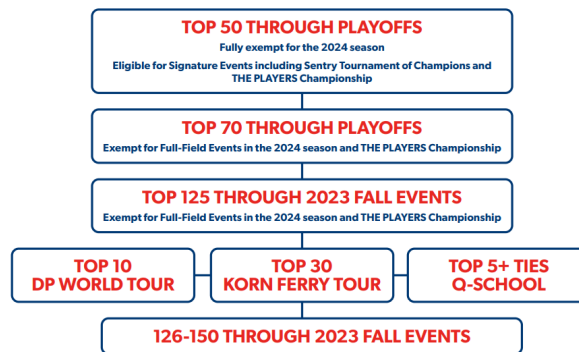 TOP 50 THROUGH PLAYOFFS
Fully exempt for the 2024 season
Eligible for Signature Events including Sentry Tournament of Champions and
THE PLAYERS Championship
TOP 70 THROUGH PLAYOFFS
Exempt for Full-Field Events in the 2024 season and THE PLAYERS Championship
TOP 125 THROUGH 2023 FALL EVENTS
Exempt for Full-Field Events in the 2024 season and THE PLAYERS Championship
TOP 10
DP WORLD TOUR
TOP 30
KORN FERRY TOUR
TOP 5+ TIES
Q-SCHOOL
126-150 THROUGH 2023 FALL EVENTS